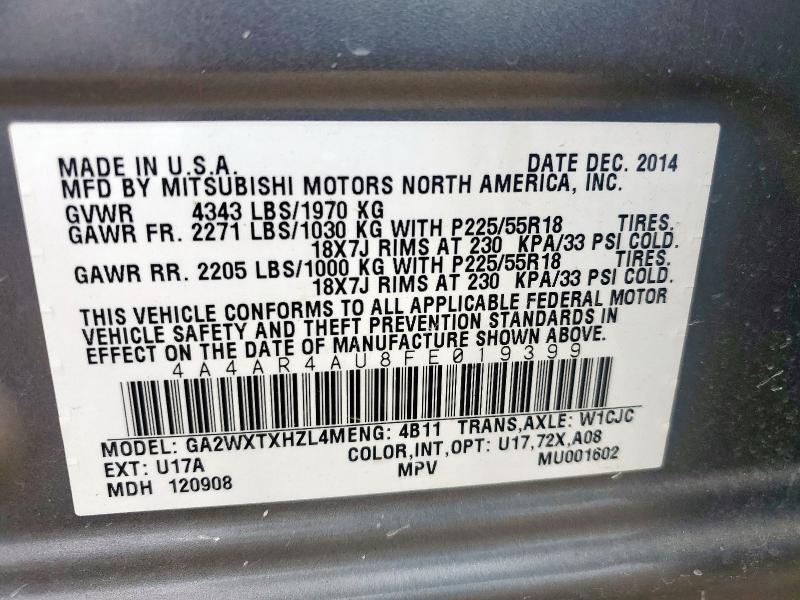 MADE IN U.S.A. DATE DEC. 2014
MFD BY MITSUBISHI MOTORS NORTH AMERICA, INC.
GVWR 4343 LBS/1970 KG
GAWR FR. 2271 LBS/1030 KG WITH P225/55R18 TIRES.
18X7J RIMS AT 230 KPA/33 PSI COLD.
GAWR RR. 2205 LBS/1000 KG WITH P225/55R18 TIRES.
18X7J RIMS AT 230 KPA/33 PSI COLD.
THIS VEHICLE CONFORMS TO ALL APPLICABLE FEDERAL MOTOR
VEHICLE SAFETY AND THEFT PREVENTION STANDARDS IN
EFFECT ON THE DATE OF MANUFACTURE SHOWN ABOVE.
4A4AR4AU8FE019399
MODEL: GA2WXTXHZL4MENG: 4B11 TRANS,AXLE: W1CJC
EXT: U17A COLOR,INT,OPT: U17,72X,A08
MDH 120908 MPV MU001602